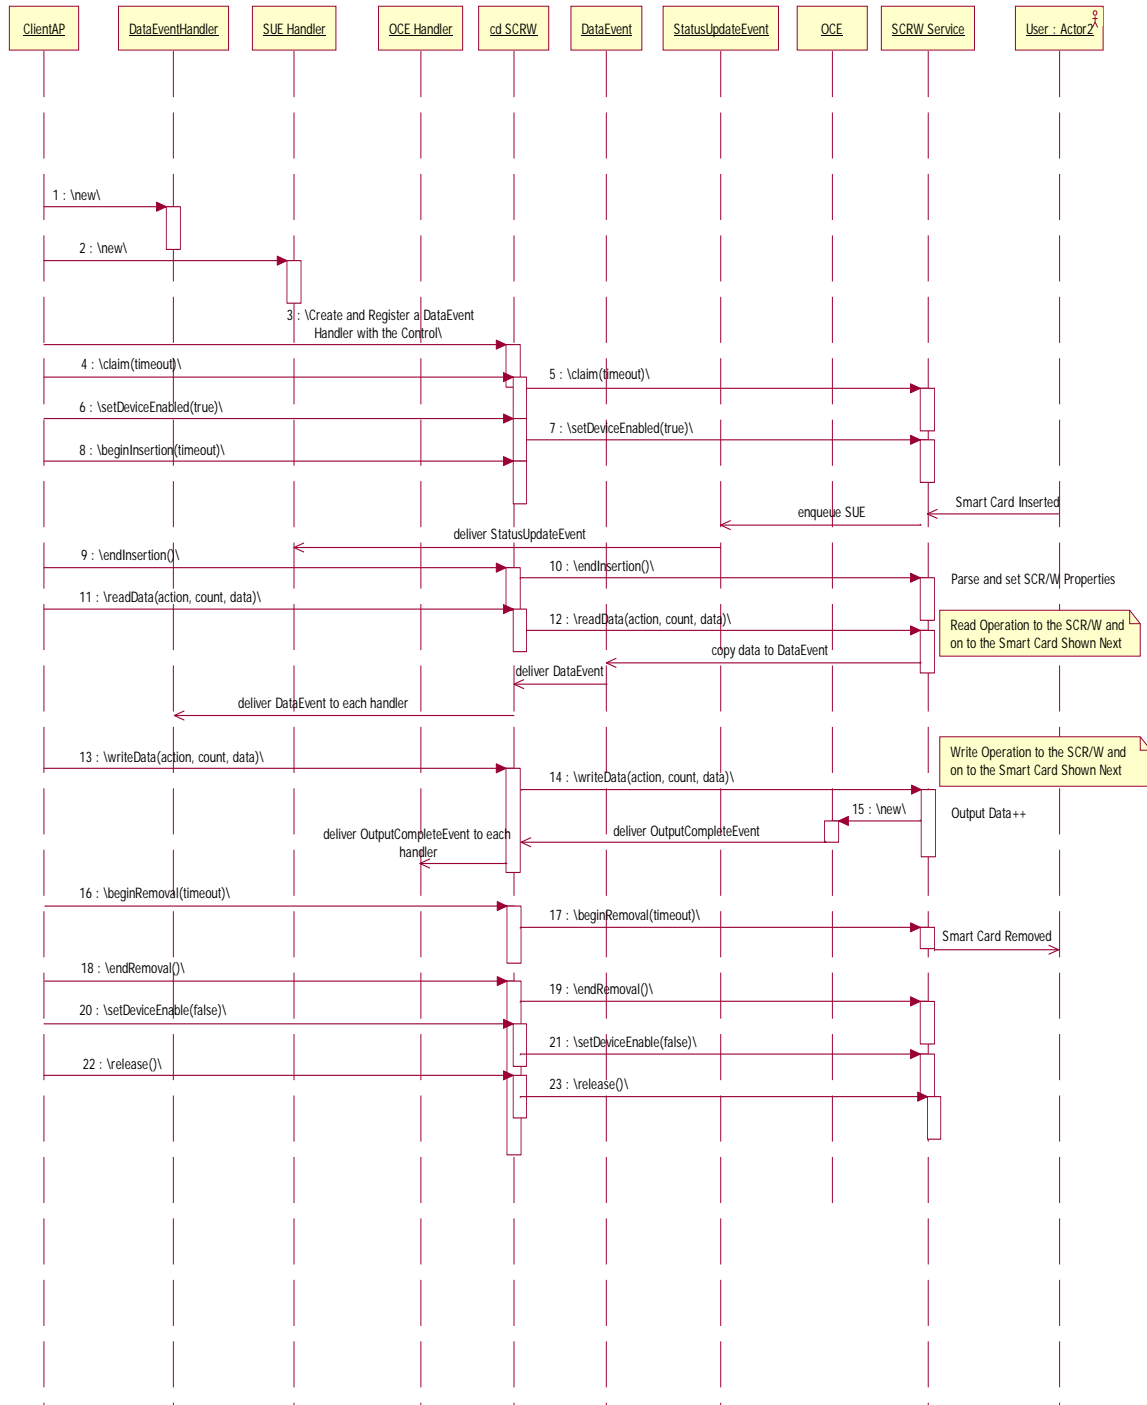 ClientAP
DataEventHandler
SUE Handler
OCE Handler
cd SCRW
DataEvent
StatusUpdateEvent
OCE
SCRW Service
User : Actor2
1 : \new\
2 : \new\
3 : \Create and Register a DataEvent
Handler with the Control\
4 : \claim(timeout)\
5 : \claim(timeout)\
6 : \setDeviceEnabled(true)\
7 : \setDeviceEnabled(true)\
8 : \beginInsertion(timeout)\
Smart Card Inserted
enqueue SUE
deliver StatusUpdateEvent
9 : \endInsertion()\
10 : \endInsertion()\
Parse and set SCR/W Properties
11 : \readData(action, count, data)\
12 : \readData(action, count, data)\
Read Operation to the SCR/W and
on to the Smart Card Shown Next
copy data to DataEvent
deliver DataEvent
deliver DataEvent to each handler
13 : \writeData(action, count, data)\
Write Operation to the SCR/W and
on to the Smart Card Shown Next
14 : \writeData(action, count, data)\
15 : \new\
Output Data++
deliver OutputCompleteEvent
deliver OutputCompleteEvent to each
handler
16 : \beginRemoval(timeout)\
17 : \beginRemoval(timeout)\
Smart Card Removed
18 : \endRemoval()\
19 : \endRemoval()\
20 : \setDeviceEnable(false)\
21 : \setDeviceEnable(false)\
22 : \release()\
23 : \release()\